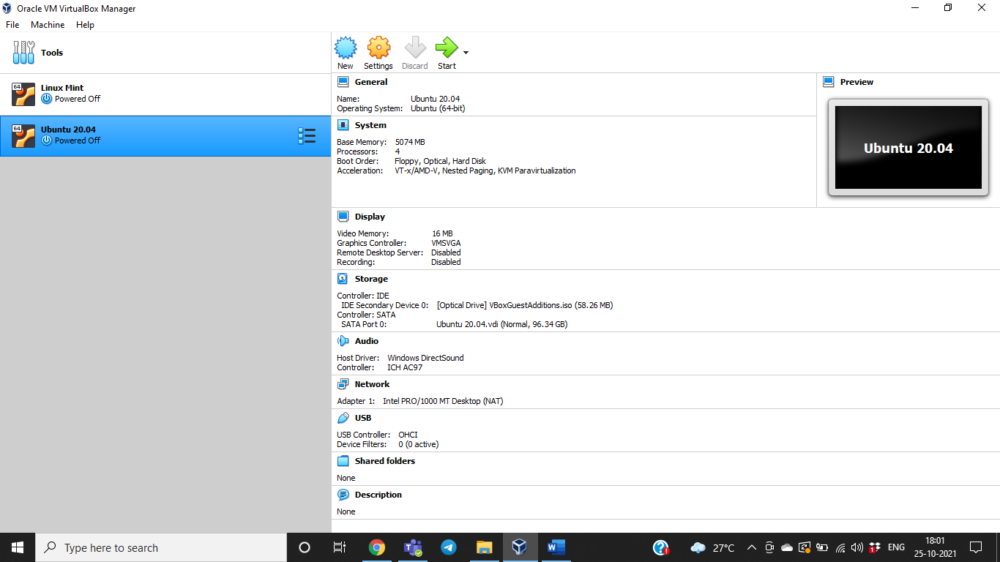 Oracle VM VirtualBox Manager
File Machine Help
Tools
64
Linux Mint
Powered Off
64
Ubuntu 20.04
Powered Off
New Settings Discard Start
General
Name: Ubuntu 20.04
Operating System: Ubuntu (64-bit)
System
Base Memory: 5074 MB
Processors: 4
Boot Order: Floppy, Optical, Hard Disk
Acceleration: VT-x/AMD-V, Nested Paging, KVM Paravirtualization
Preview
Ubuntu 20.04
Display
Video Memory: 16 MB
Graphics Controller: VMSVGA
Remote Desktop Server: Disabled
Recording: Disabled
Storage
Controller: IDE
IDE Secondary Device 0: [Optical Drive] VBoxGuestAdditions.iso (58.26 MB)
Controller: SATA
SATA Port 0: Ubuntu 20.04.vdi (Normal, 96.34 GB)
Audio
Host Driver: Windows DirectSound
Controller: ICH AC97
Network
Adapter 1: Intel PRO/1000 MT Desktop (NAT)
USB
USB Controller: OHCI
Device Filters: 0 (0 active)
Shared folders
None
Description
None
Type here to search
27°C
ENG
18:01
25-10-2021